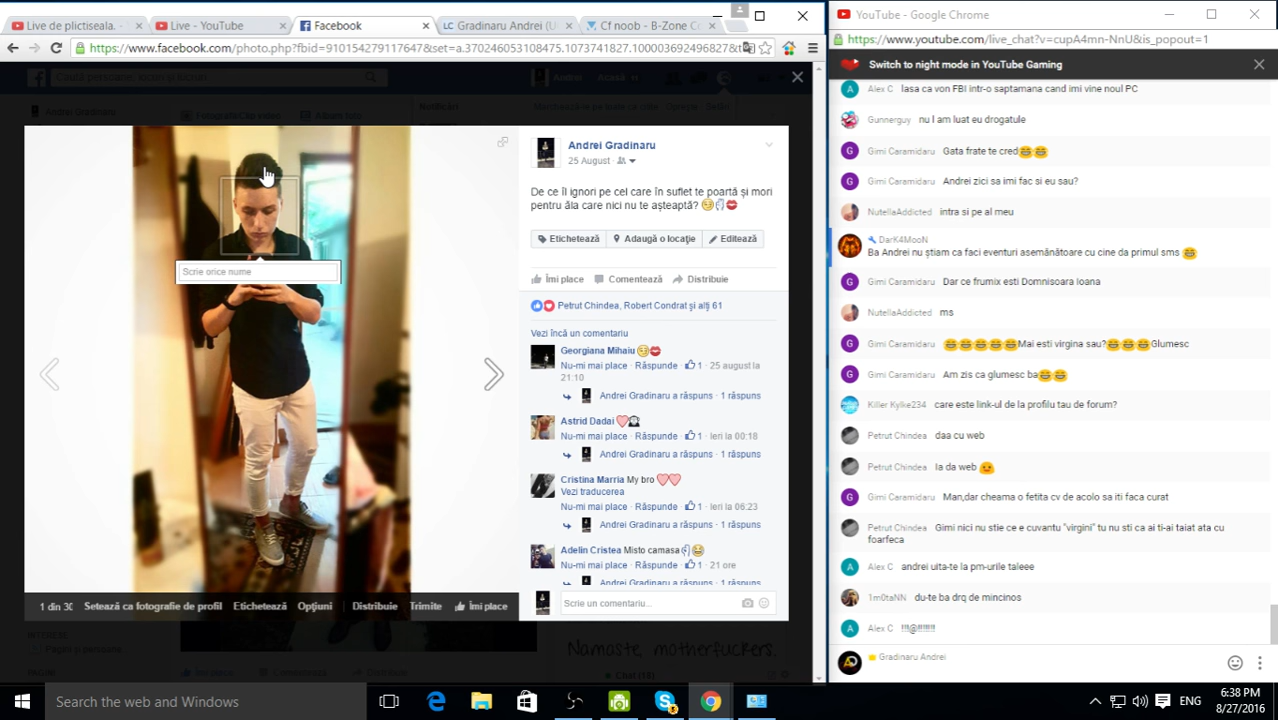 Live de plictiseala.
Live - YouTube
Facebook
Gradinaru Andrei (U
Cf noob - B-Zone Co
https://www.facebook.com/photo.php?fbid=910154279117647&set=a.370246053108475.1073741827.100003692496827&t
Andrei Gradinaru
25 August
De ce îl ignori pe cel care în suflet te poartă și mori
pentru ăla care nici nu te așteaptă?
Etichetează
Adaugă o locație
Editează
Scrie orice nume
Îmi place
Comentează
Distribuie
Petrut Chindea, Robert Condrat și alți 61
Vezi încă un comentariu
Georgiana Mihaiu
Nu-mi mai place · Răspunde · 1 · 25 august la
21:10
Andrei Gradinaru a răspuns · 1 răspuns
Astrid Dadai
Nu-mi mai place · Răspunde · 1 · Ieri la 00:18
Andrei Gradinaru a răspuns · 1 răspuns
Cristina Marria My bro
Vezi traducerea
Nu-mi mai place · Răspunde · 1 · Ieri la 06:23
Andrei Gradinaru a răspuns · 1 răspuns
Adelin Cristea Misto camasa
Nu-mi mai place · Răspunde · 1 · 21 ore
Andrei Gradinaru a răspuns · 1 răspuns
Scrie un comentariu...
1 din 30
Setează ca fotografie de profil
Etichetează
Opțiuni
Distribuie
Trimite
Îmi place
Namaste, motherfuckers.
YouTube - Google Chrome
https://www.youtube.com/live_chat?v=cupA4mn-NnU&is_popout=1
Switch to night mode in YouTube Gaming
Alex C lasa ca von FBI intr-o saptamana cand imi vine noul PC
Gunnerguy nu l am luat eu drogatule
Gimi Caramidaru Gata frate te cred
Gimi Caramidaru Andrei zici sa imi fac si eu sau?
NutellaAddicted intra si pe al meu
DarK4MooN
Ba Andrei nu știam ca faci eventuri asemănătoare cu cine da primul sms
Gimi Caramidaru Dar ce frumix esti Domnisoara Ioana
NutellaAddicted ms
Gimi Caramidaru Mai esti virgina sau? Glumesc
Gimi Caramidaru Am zis ca glumesc ba
Killer Kylke234 care este link-ul de la profilu tau de forum?
Petrut Chindea daa cu web
Petrut Chindea Ia da web
Gimi Caramidaru Man,dar cheama o fetita cv de acolo sa iti faca curat
Petrut Chindea Gimi nici nu stie ce e cuvantu "virgini" tu nu sti ca ai ti-ai taiat ata cu
foarfeca
Alex C andrei uita-te la pm-urile taleee
1m0taNN du-te ba drq de mincinos
Alex C
Gradinaru Andrei
Search the web and Windows
ENG
6:38 PM
8/27/2016